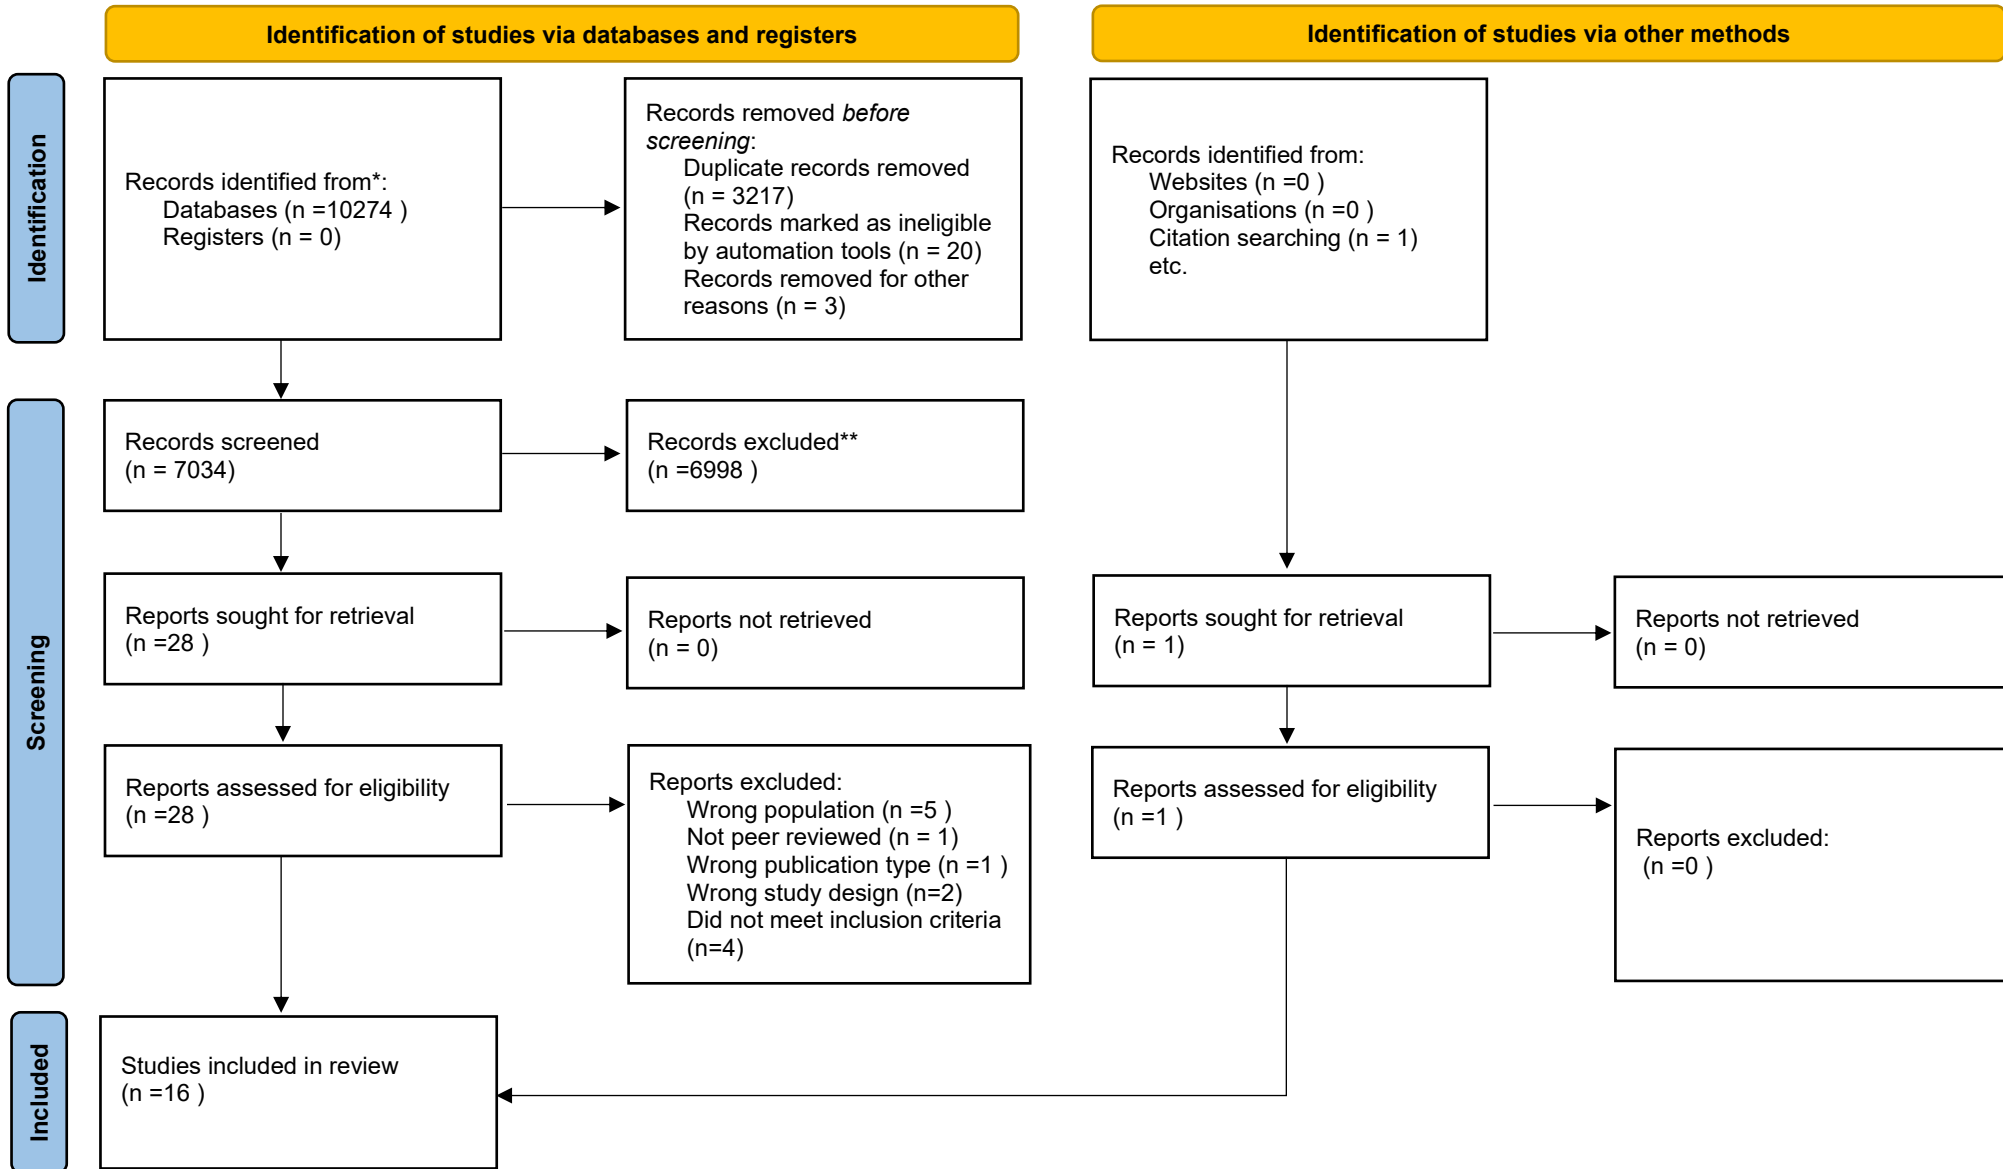 Identification of studies via databases and registers
Identification of studies via other methods
Identification
Records identified from*:
Databases (n =10274 )
Registers (n = 0)
Records removed before
screening:
Duplicate records removed
(n = 3217)
Records marked as ineligible
by automation tools (n = 20)
Records removed for other
reasons (n = 3)
Records identified from:
Websites (n =0 )
Organisations (n =0 )
Citation searching (n = 1)
etc.
Screening
Records screened
(n = 7034)
Records excluded**
(n =6998 )
Reports sought for retrieval
(n =28 )
Reports not retrieved
(n = 0)
Reports sought for retrieval
(n = 1)
Reports not retrieved
(n = 0)
Reports assessed for eligibility
(n =28 )
Reports excluded:
Wrong population (n =5 )
Not peer reviewed (n = 1)
Wrong publication type (n =1 )
Wrong study design (n=2)
Did not meet inclusion criteria
(n=4)
Reports assessed for eligibility
(n =1 )
Reports excluded:
(n =0 )
Included
Studies included in review
(n =16 )